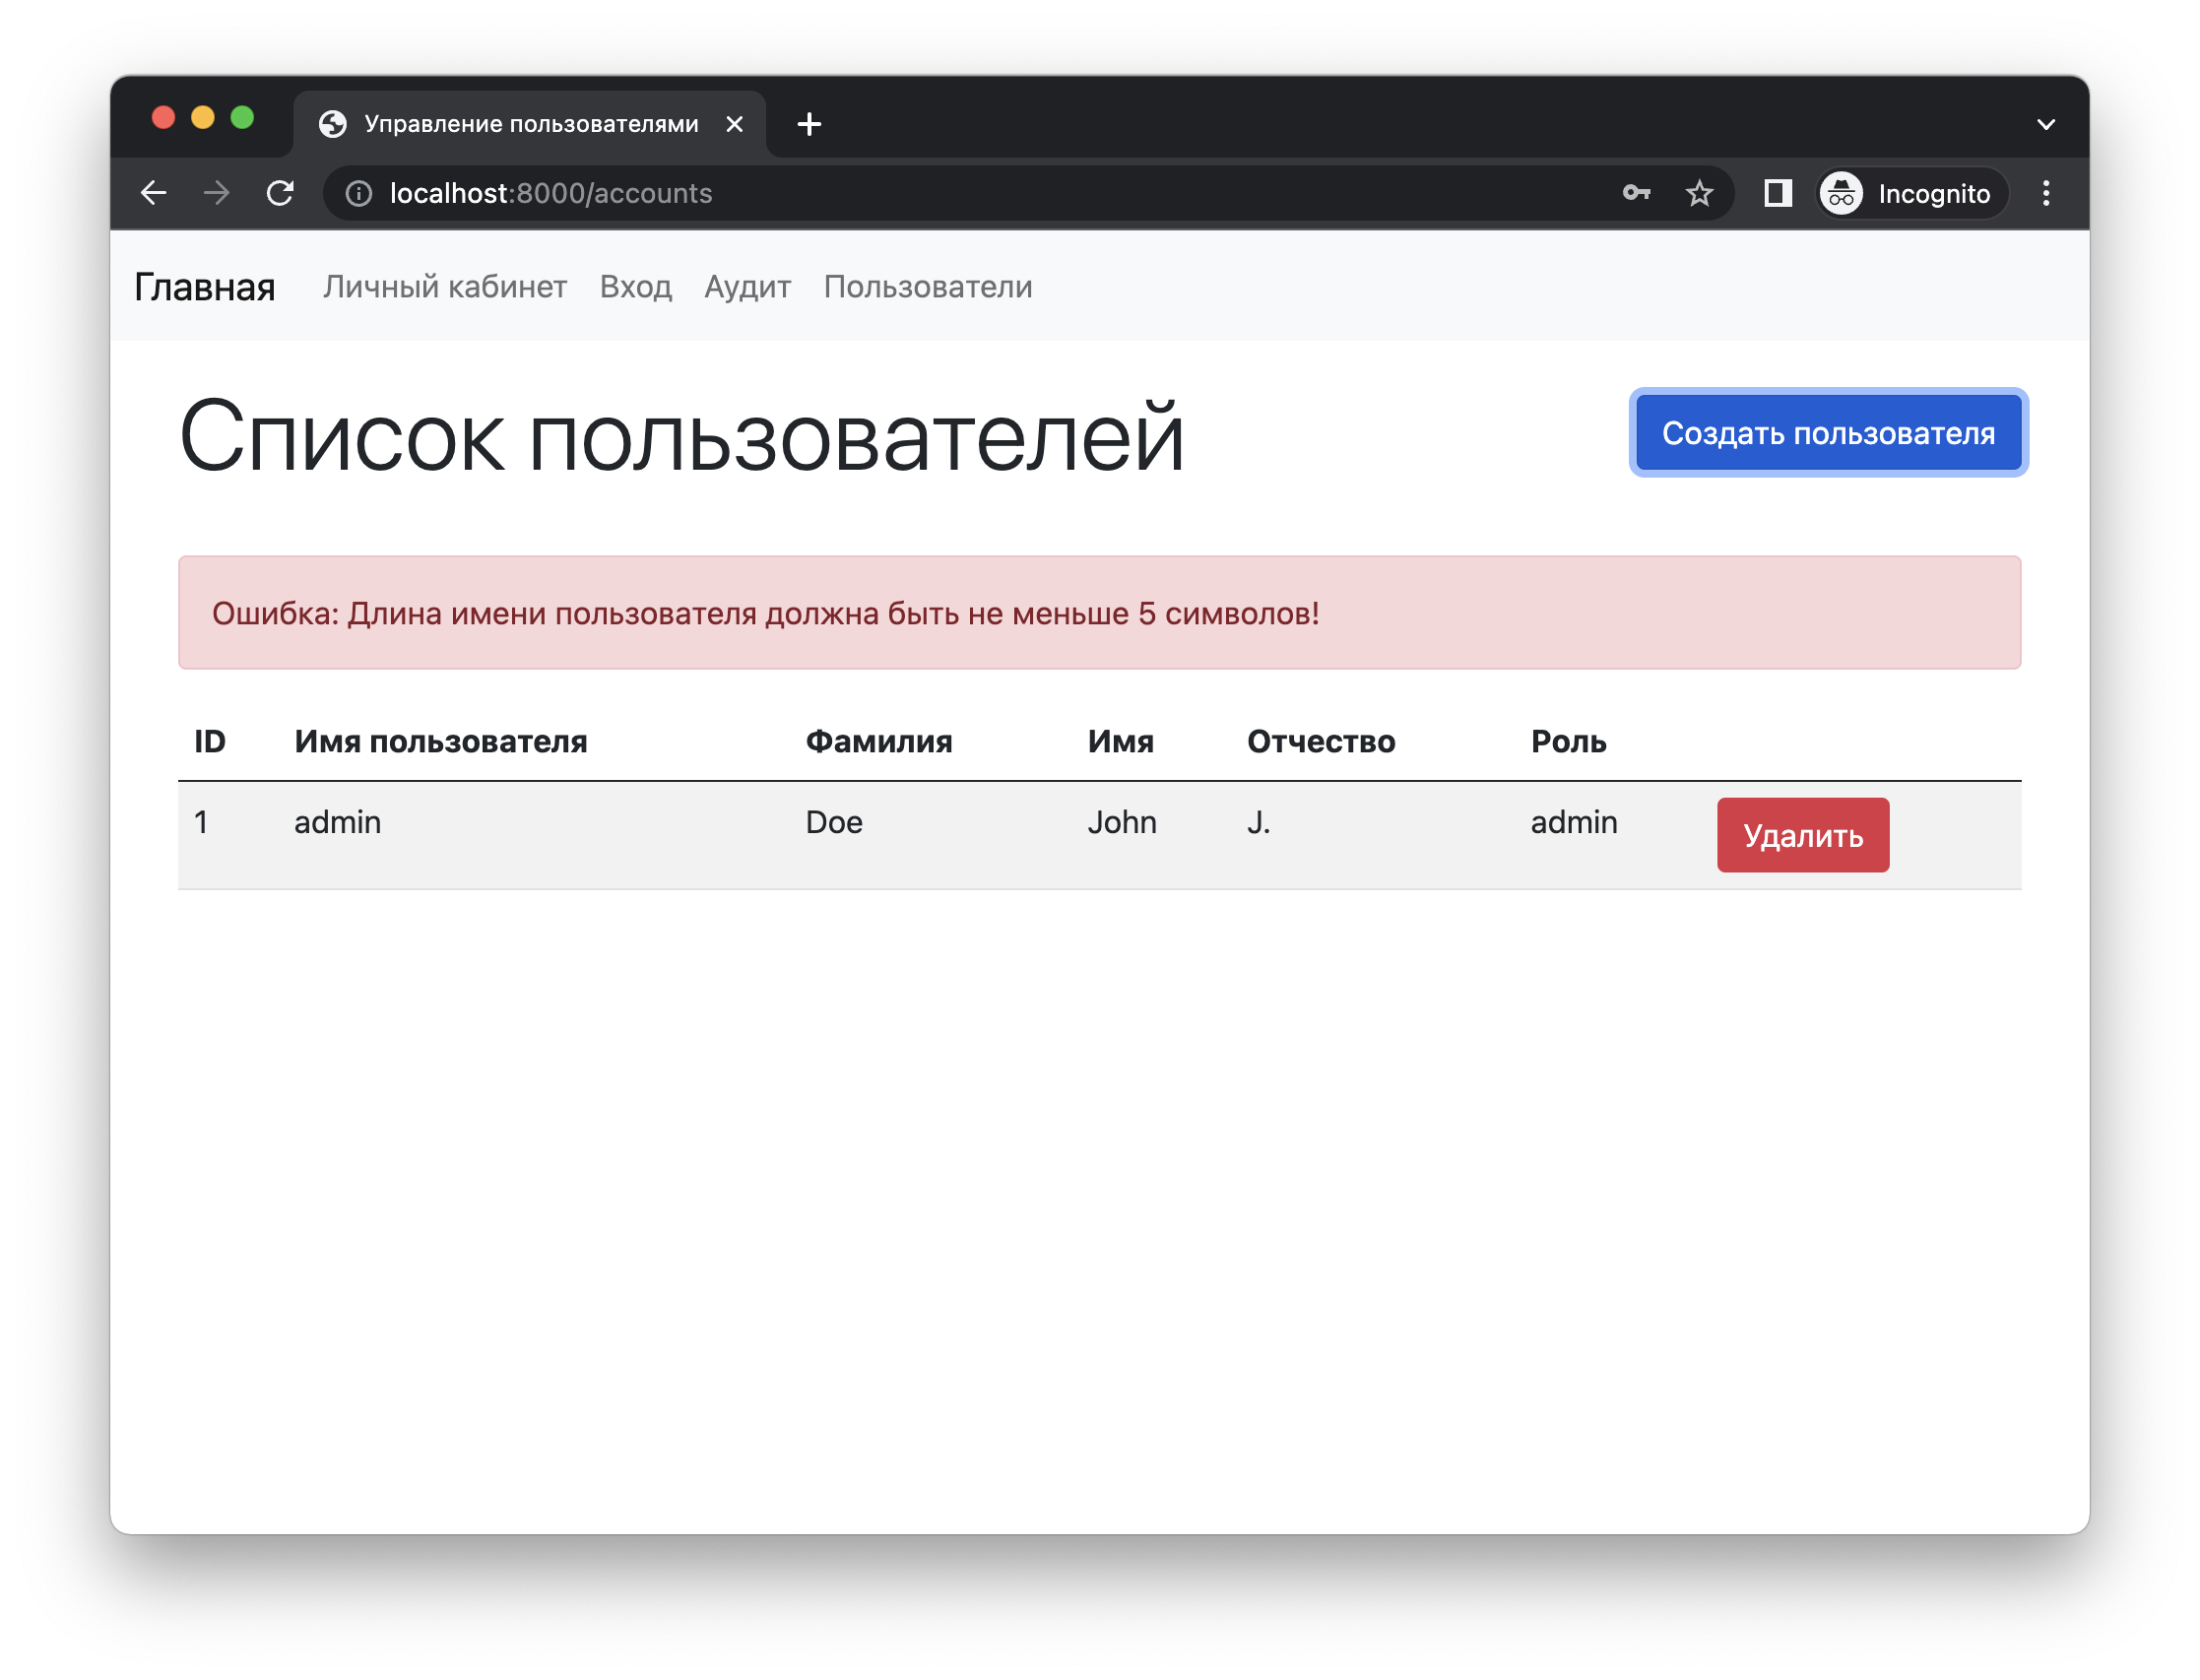 Управление пользователями
localhost:8000/accounts
Incognito
Главная Личный кабинет Вход Аудит Пользователи
Список пользователей
Создать пользователя
Ошибка: Длина имени пользователя должна быть не меньше 5 символов!
ID Имя пользователя Фамилия Имя Отчество Роль
1 admin Doe John J. admin Удалить